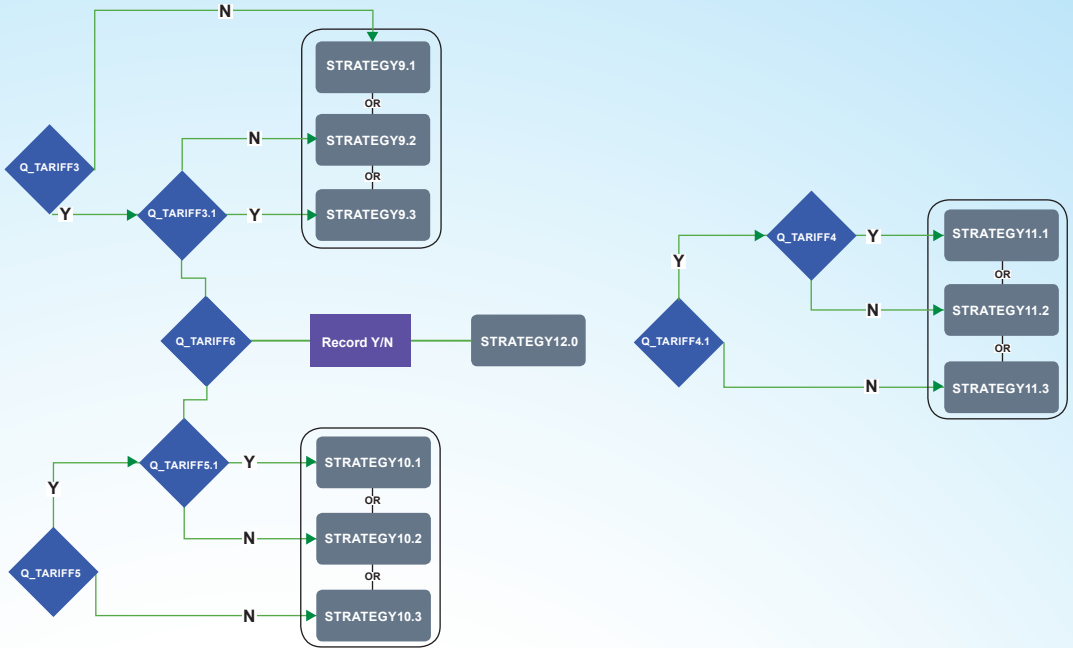 N
STRATEGY9.1
OR
N
STRATEGY9.2
Q_TARIFF3
OR
Y
Q_TARIFF3.1
Y
STRATEGY9.3
Q_TARIFF6
Record Y/N
STRATEGY12.0
Q_TARIFF5.1
Y
STRATEGY10.1
Y
OR
N
STRATEGY10.2
Q_TARIFF5
OR
N
STRATEGY10.3
Q_TARIFF4
Y
STRATEGY11.1
Y
OR
N
STRATEGY11.2
Q_TARIFF4.1
OR
N
STRATEGY11.3